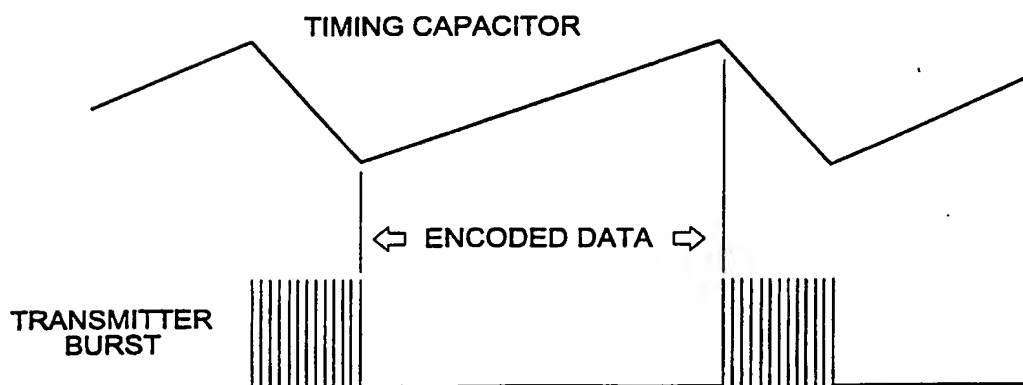 TIMING CAPACITOR
ENCODED DATA
TRANSMITTER
BURST